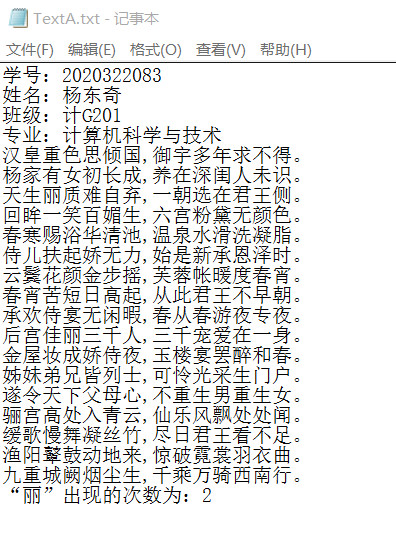 TextA.txt - 记事本
文件(F) 编辑(E) 格式(O) 查看(V) 帮助(H)
学号：2020322083
姓名：杨东奇
班级：计G201
专业：计算机科学与技术
汉皇重色思倾国,御宇多年求不得。
杨家有女初长成,养在深闺人未识。
天生丽质难自弃,一朝选在君王侧。
回眸一笑百媚生,六宫粉黛无颜色。
春寒赐浴华清池,温泉水滑洗凝脂。
侍儿扶起娇无力,始是新承恩泽时。
云鬓花颜金步摇,芙蓉帐暖度春宵。
春宵苦短日高起,从此君王不早朝。
承欢侍宴无闲暇,春从春游夜专夜。
后宫佳丽三千人,三千宠爱在一身。
金屋妆成娇侍夜,玉楼宴罢醉和春。
姊妹弟兄皆列士,可怜光采生门户。
遂令天下父母心,不重生男重生女。
骊宫高处入青云,仙乐风飘处处闻。
缓歌慢舞凝丝竹,尽日君王看不足。
渔阳鼙鼓动地来,惊破霓裳羽衣曲。
九重城阙烟尘生,千乘万骑西南行。
“丽”出现的次数为：2